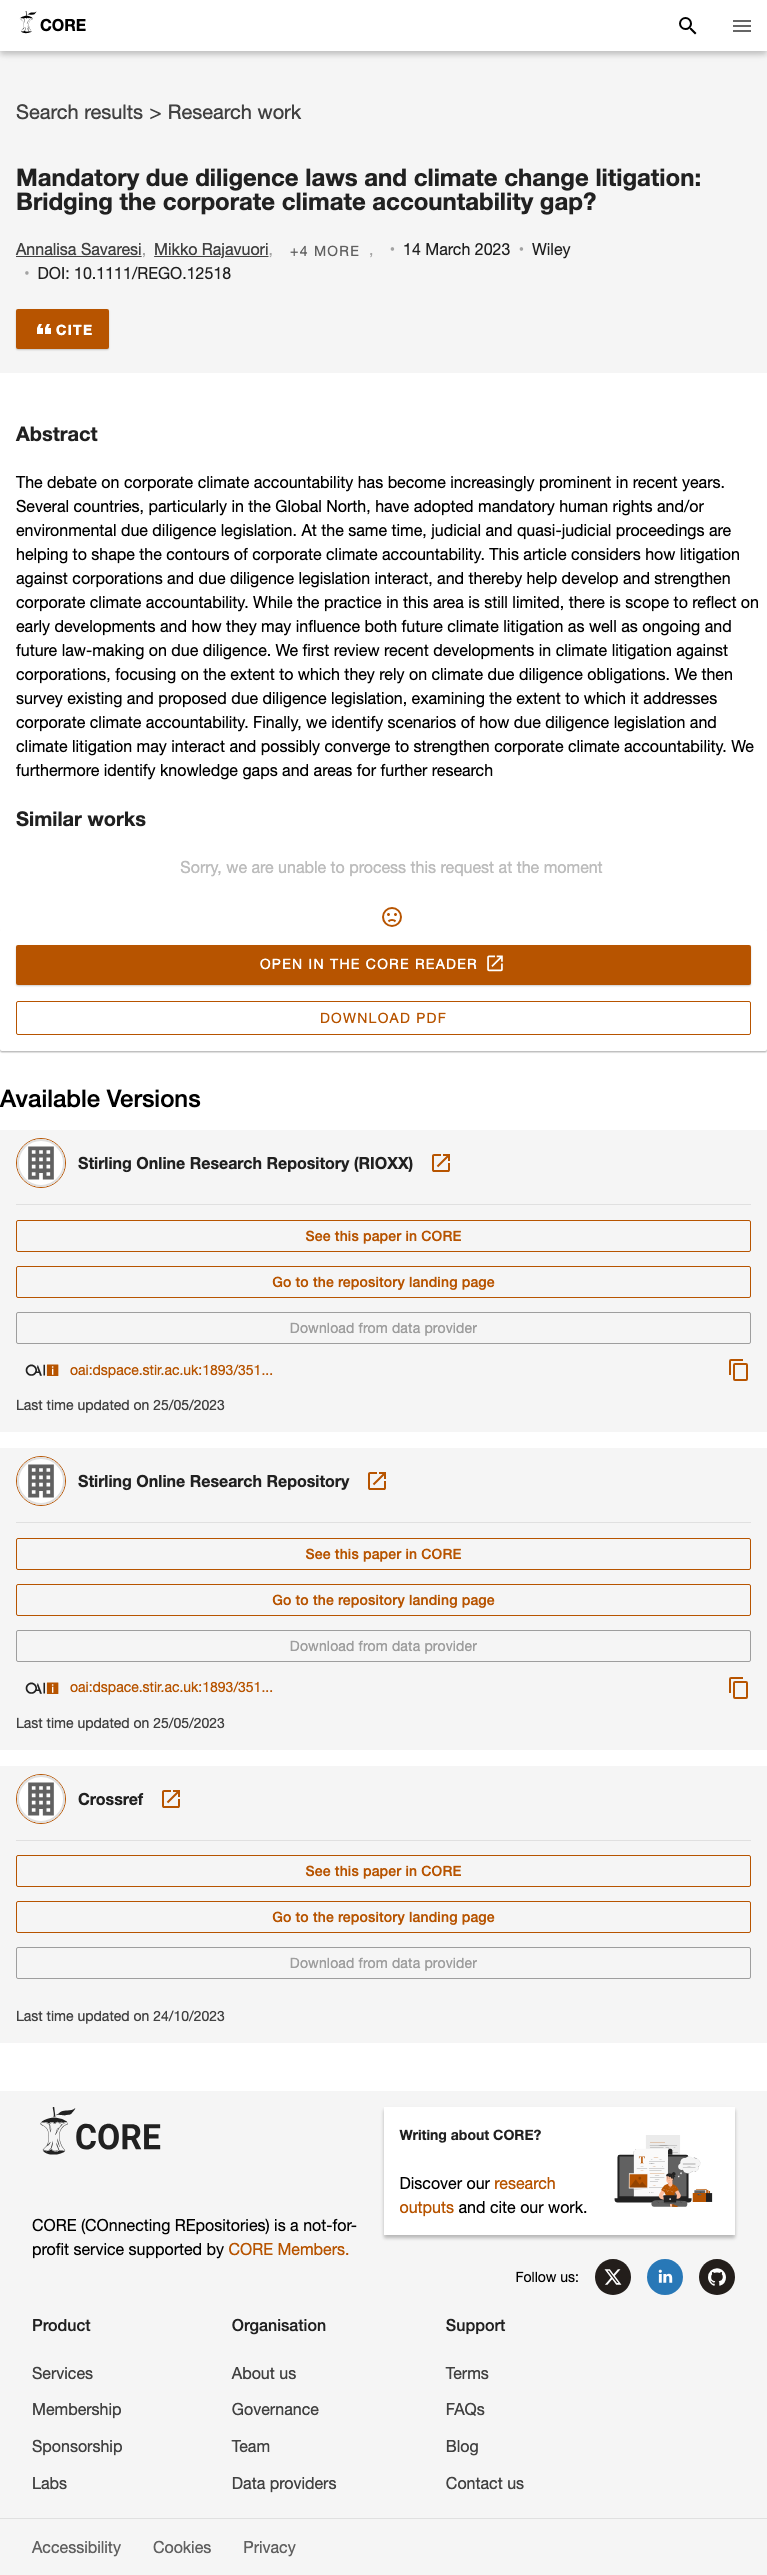 CORE
Search results > Research work
Mandatory due diligence laws and climate change litigation:
Bridging the corporate climate accountability gap?
Annalisa Savaresi, Mikko Rajavuori, +4 MORE , • 14 March 2023 • Wiley
• DOI: 10.1111/REGO.12518
CITE
Abstract
The debate on corporate climate accountability has become increasingly prominent in recent years.
Several countries, particularly in the Global North, have adopted mandatory human rights and/or
environmental due diligence legislation. At the same time, judicial and quasi-judicial proceedings are
helping to shape the contours of corporate climate accountability. This article considers how litigation
against corporations and due diligence legislation interact, and thereby help develop and strengthen
corporate climate accountability. While the practice in this area is still limited, there is scope to reflect on
early developments and how they may influence both future climate litigation as well as ongoing and
future law-making on due diligence. We first review recent developments in climate litigation against
corporations, focusing on the extent to which they rely on climate due diligence obligations. We then
survey existing and proposed due diligence legislation, examining the extent to which it addresses
corporate climate accountability. Finally, we identify scenarios of how due diligence legislation and
climate litigation may interact and possibly converge to strengthen corporate climate accountability. We
furthermore identify knowledge gaps and areas for further research
Similar works
Sorry, we are unable to process this request at the moment
OPEN IN THE CORE READER
DOWNLOAD PDF
Available Versions
Stirling Online Research Repository (RIOXX)
See this paper in CORE
Go to the repository landing page
Download from data provider
OAI oai:dspace.stir.ac.uk:1893/351...
Last time updated on 25/05/2023
Stirling Online Research Repository
See this paper in CORE
Go to the repository landing page
Download from data provider
OAI oai:dspace.stir.ac.uk:1893/351...
Last time updated on 25/05/2023
Crossref
See this paper in CORE
Go to the repository landing page
Download from data provider
Last time updated on 24/10/2023
CORE
CORE (COnnecting REpositories) is a not-for-
profit service supported by CORE Members.
Writing about CORE?
Discover our research
outputs and cite our work.
T
Follow us:
X
in
Product
Services
Membership
Sponsorship
Labs
Organisation
About us
Governance
Team
Data providers
Support
Terms
FAQs
Blog
Contact us
Accessibility Cookies Privacy